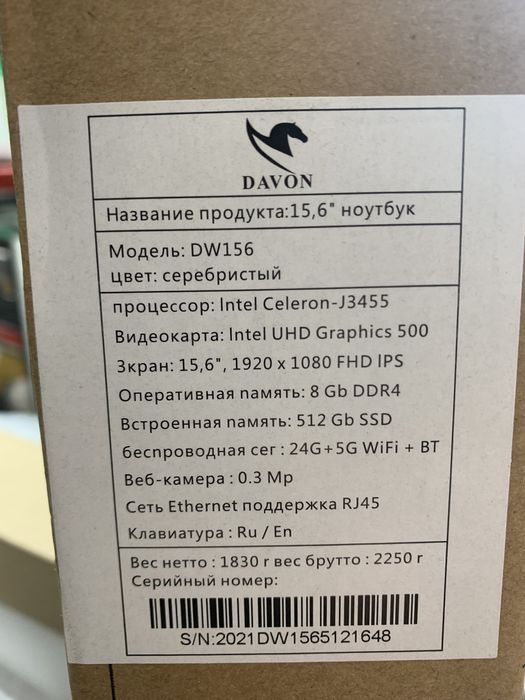 DAVON
Название продукта:15,6" ноутбук
Модель: DW156
цвет: серебристый
процессор: Intel Celeron-J3455
Видеокарта: Intel UHD Graphics 500
Зкран: 15,6", 1920 x 1080 FHD IPS
Оперативная память: 8 Gb DDR4
Встроенная память: 512 Gb SSD
беспроводная сег : 24G+5G WiFi + BT
Веб-камера : 0.3 Mp
Сеть Ethernet поддержка RJ45
Клавиатура : Ru / En
Вес нетто : 1830 г вес брутто : 2250 г
Серийный номер:
S/N:2021DW1565121648